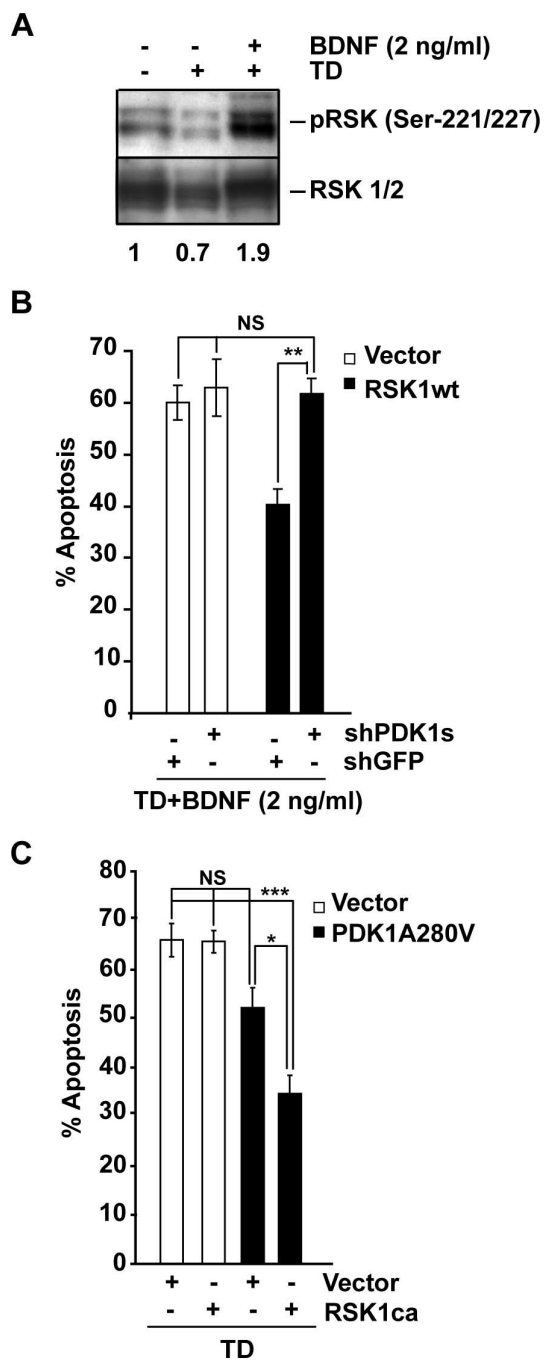 A
- - + BDNF (2 ng/ml)
- + + TD
pRSK (Ser-221/227)
RSK 1/2
1 0.7 1.9
B
NS
**
Vector
RSK1wt
% Apoptosis
70
60
50
40
30
20
10
0
- + - + shPDK1s
+ - + - shGFP
TD+BDNF (2 ng/ml)
C
NS
***
*
Vector
PDK1A280V
% Apoptosis
80
70
60
50
40
30
20
10
0
+ - + - Vector
- + - + RSK1ca
TD